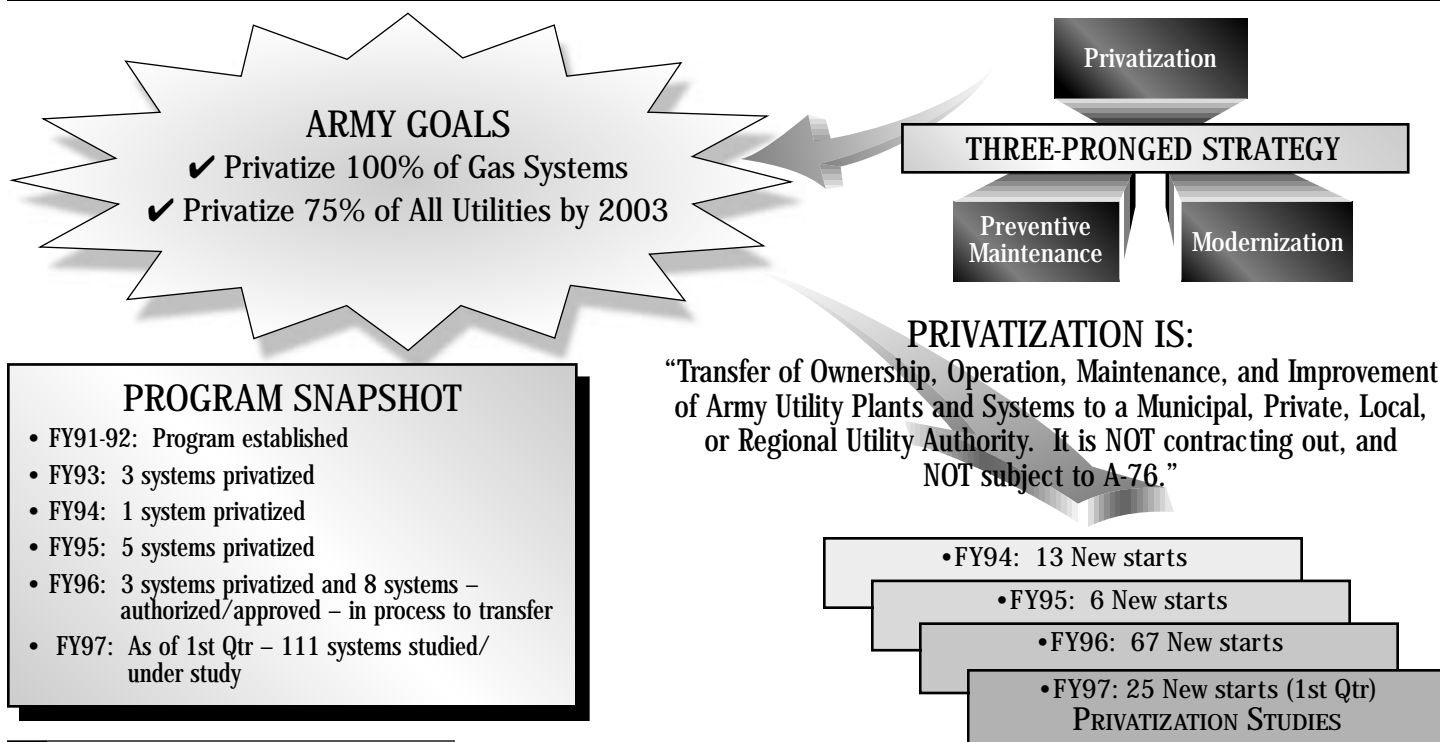 ARMY GOALS
✔ Privatize 100% of Gas Systems
✔ Privatize 75% of All Utilities by 2003
Privatization
THREE-PRONGED STRATEGY
Preventive
Maintenance
Modernization
PRIVATIZATION IS:
“Transfer of Ownership, Operation, Maintenance, and Improvement
of Army Utility Plants and Systems to a Municipal, Private, Local,
or Regional Utility Authority. It is NOT contracting out, and
NOT subject to A-76.”
PROGRAM SNAPSHOT
• FY91-92: Program established
• FY93: 3 systems privatized
• FY94: 1 system privatized
• FY95: 5 systems privatized
• FY96: 3 systems privatized and 8 systems –
authorized/approved – in process to transfer
• FY97: As of 1st Qtr – 111 systems studied/
under study
•FY94: 13 New starts
•FY95: 6 New starts
•FY96: 67 New starts
•FY97: 25 New starts (1st Qtr)
PRIVATIZATION STUDIES